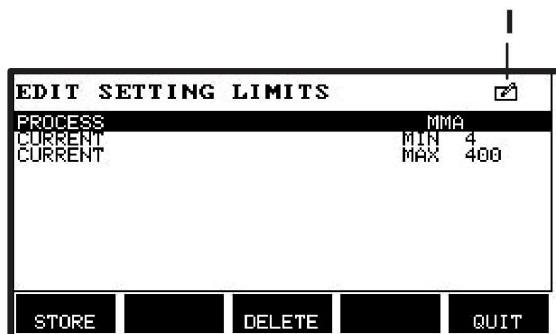 I
EDIT SETTING LIMITS
PROCESS MMA
CURRENT MIN 4
CURRENT MAX 400
STORE DELETE QUIT